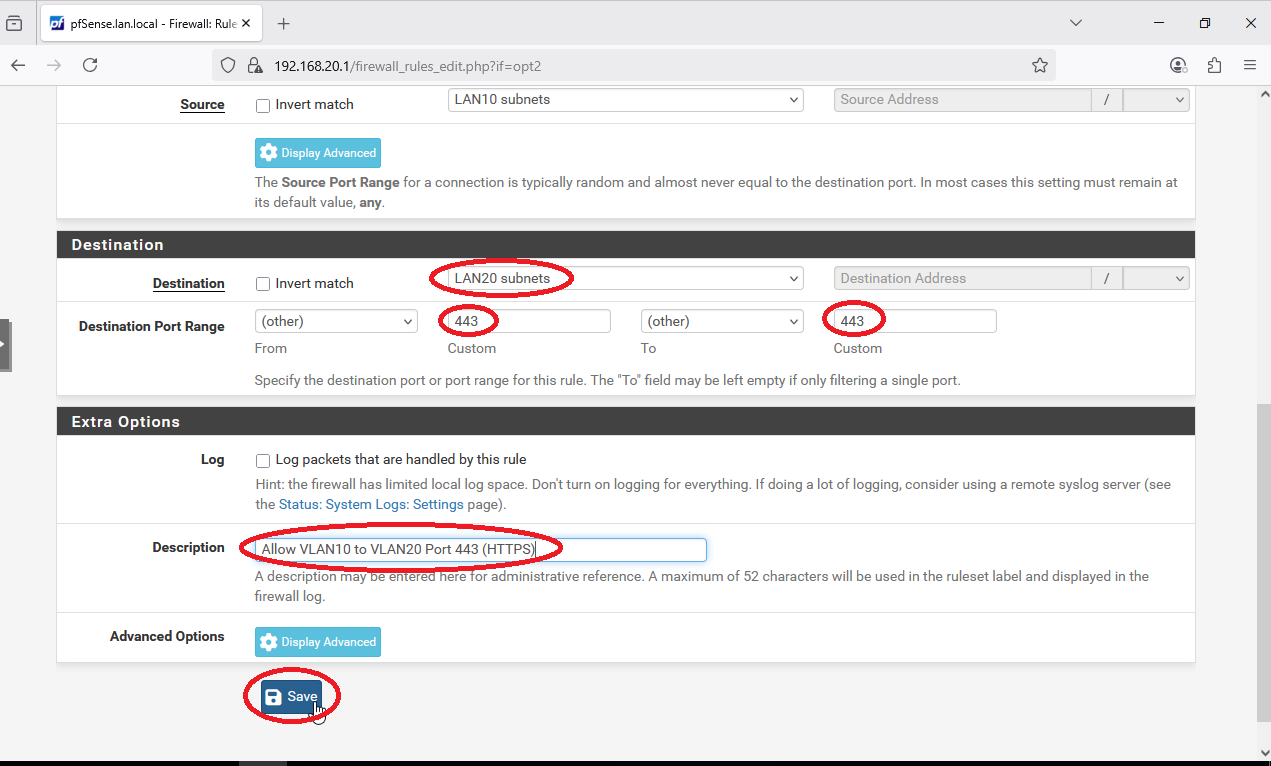 pfSense.lan.local - Firewall: Rule
192.168.20.1/firewall_rules_edit.php?if=opt2
Source Invert match LAN10 subnets Source Address /
Display Advanced
The Source Port Range for a connection is typically random and almost never equal to the destination port. In most cases this setting must remain at
its default value, any.
Destination
Destination Invert match LAN20 subnets Destination Address /
Destination Port Range (other) 443 (other) 443
From Custom To Custom
Specify the destination port or port range for this rule. The "To" field may be left empty if only filtering a single port.
Extra Options
Log Log packets that are handled by this rule
Hint: the firewall has limited local log space. Don't turn on logging for everything. If doing a lot of logging, consider using a remote syslog server (see
the Status: System Logs: Settings page).
Description Allow VLAN10 to VLAN20 Port 443 (HTTPS)
A description may be entered here for administrative reference. A maximum of 52 characters will be used in the ruleset label and displayed in the
firewall log.
Advanced Options Display Advanced
Save